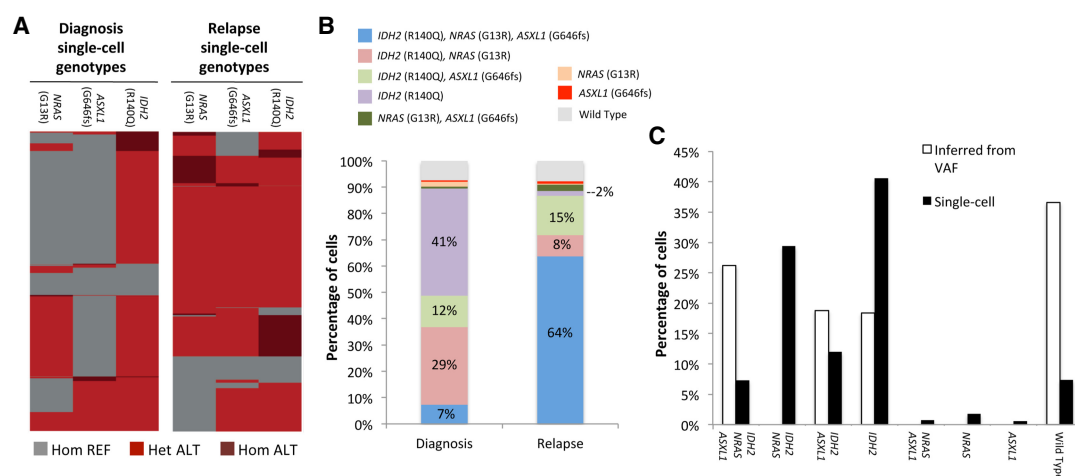 A
Diagnosis
single-cell
genotypes
Relapse
single-cell
genotypes
NRAS
(G13R)
ASXL1
(G646fs)
IDH2
(R140Q)
NRAS
(G13R)
ASXL1
(G646fs)
IDH2
(R140Q)
Hom REF
Het ALT
Hom ALT
B
IDH2 (R140Q), NRAS (G13R), ASXL1 (G646fs)
IDH2 (R140Q), NRAS (G13R)
IDH2 (R140Q), ASXL1 (G646fs)
IDH2 (R140Q)
NRAS (G13R), ASXL1 (G646fs)
NRAS (G13R)
ASXL1 (G646fs)
Wild Type
Percentage of cells
100%
90%
80%
70%
60%
50%
40%
30%
20%
10%
0%
41%
12%
29%
7%
--2%
15%
8%
64%
Diagnosis
Relapse
C
Inferred from
VAF
Single-cell
Percentage of cells
45%
40%
35%
30%
25%
20%
15%
10%
5%
0%
IDH2
NRAS
ASXL1
IDH2
NRAS
IDH2
ASXL1
IDH2
NRAS
ASXL1
NRAS
ASXL1
Wild Type